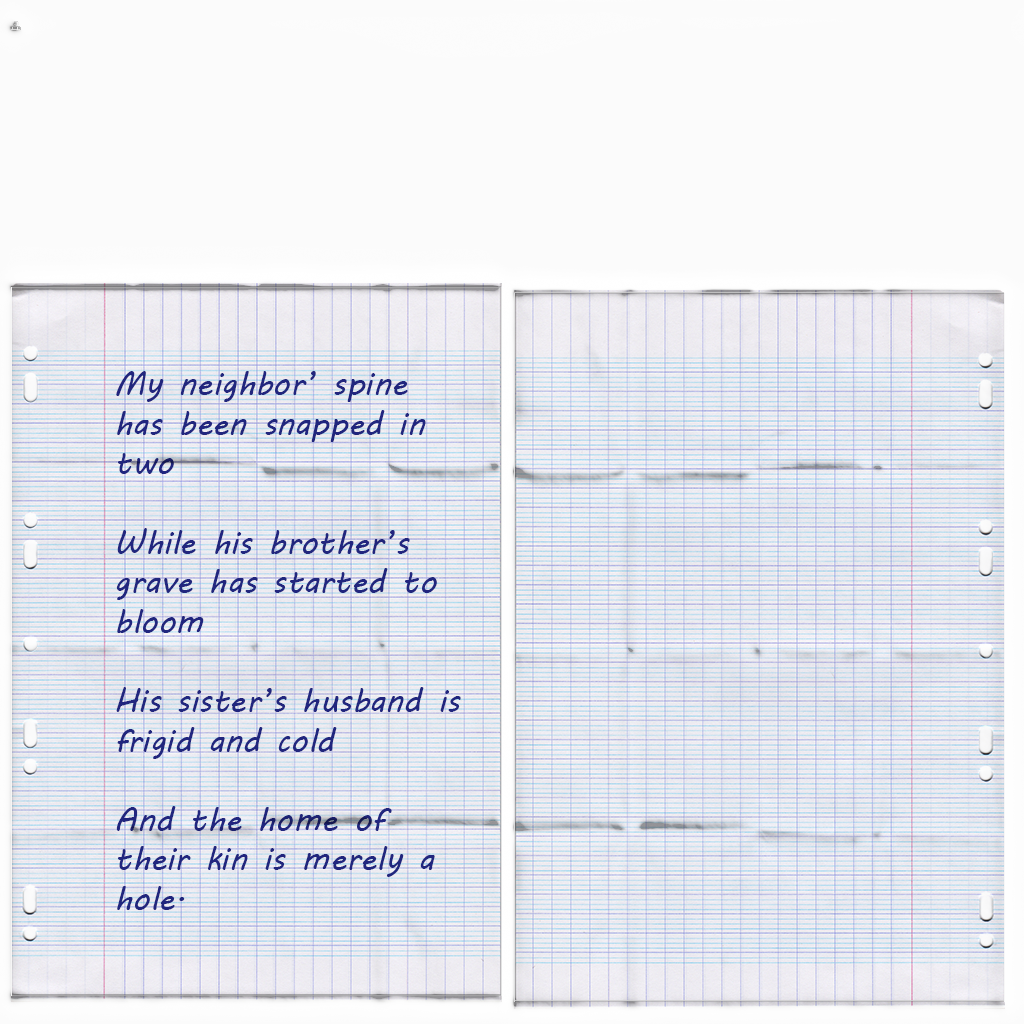 My neighbor’ spine
has been snapped in
two
While his brother’s
grave has started to
bloom
His sister’s husband is
frigid and cold
And the home of
their kin is merely a
hole.